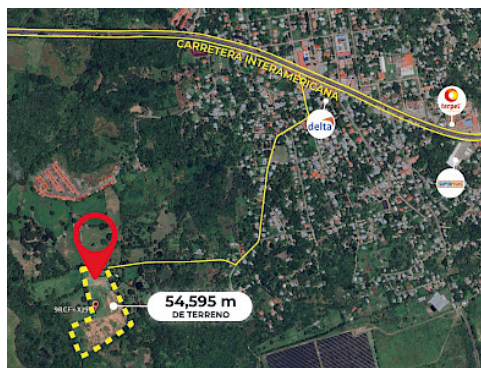 CARRETERA INTERAMERICANA
terpel
delta
54,595 m
DE TERRENO